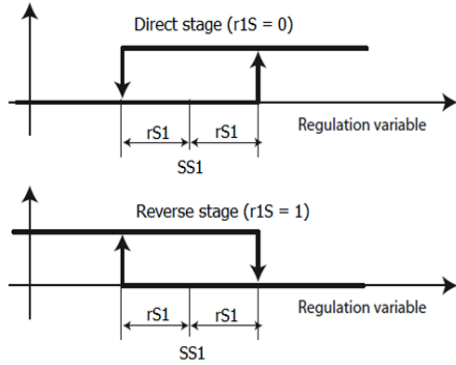 Direct stage (r1S = 0)
rS1 rS1
Regulation variable
SS1
Reverse stage (r1S = 1)
rS1 rS1
Regulation variable
SS1